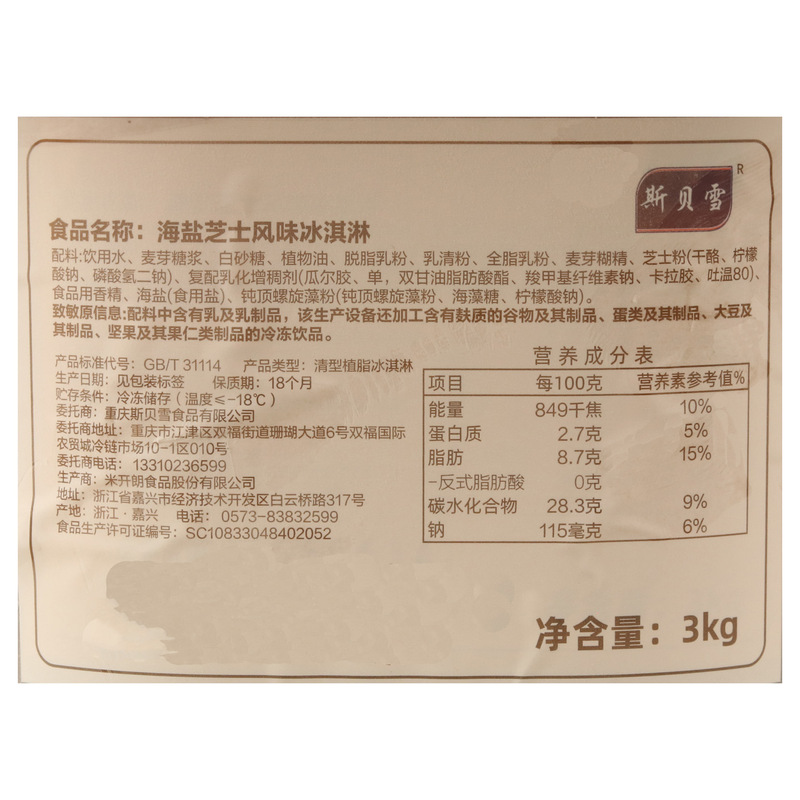 斯贝雪
R
食品名称：海盐芝士风味冰淇淋
配料：饮用水、麦芽糖浆、白砂糖、植物油、脱脂乳粉、乳清粉、全脂乳粉、麦芽糊精、芝士粉(干酪、柠檬
酸钠、磷酸氢二钠)、复配乳化增稠剂(瓜尔胶、单，双甘油脂肪酸酯、羧甲基纤维素钠、卡拉胶、吐温80)、
食品用香精、海盐(食用盐)、钝顶螺旋藻粉(钝顶螺旋藻粉、海藻糖、柠檬酸钠)。
致敏原信息:配料中含有乳及乳制品，该生产设备还加工含有麸质的谷物及其制品、蛋类及其制品、大豆及
其制品、坚果及其果仁类制品的冷冻饮品。
产品标准代号：GB/T 31114 产品类型：清型植脂冰淇淋
生产日期：见包装标签 保质期：18个月
贮存条件：冷冻储存（温度≤-18℃）
委托商：重庆斯贝雪食品有限公司
委托商地址：重庆市江津区双福街道珊瑚大道6号双福国际
农贸城冷链市场10-1区010号
委托商电话：13310236599
生产商：米开朗食品股份有限公司
地址：浙江省嘉兴市经济技术开发区白云桥路317号
产地：浙江·嘉兴 电话：0573-83832599
食品生产许可证编号：SC10833048402052
营养成分表
项目 每100克 营养素参考值%
能量 849千焦 10%
蛋白质 2.7克 5%
脂肪 8.7克 15%
-反式脂肪酸 0克
碳水化合物 28.3克 9%
钠 115毫克 6%
净含量：3kg